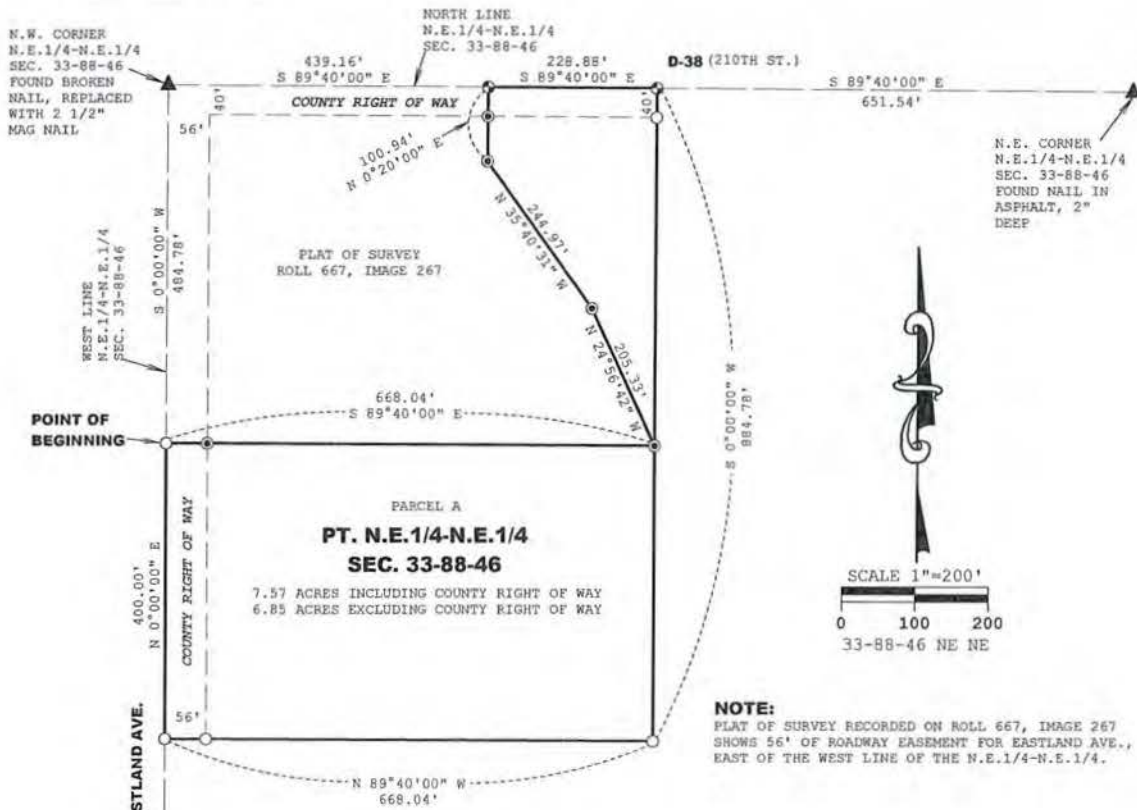 N.W. CORNER
N.E.1/4-N.E.1/4
SEC. 33-88-46
FOUND BROKEN
NAIL, REPLACED
WITH 2 1/2"
MAG NAIL
NORTH LINE
N.E.1/4-N.E.1/4
SEC. 33-88-46
439.16'
S 89°40'00" E
228.88'
S 89°40'00" E
D-38 (210TH ST.)
S 89°40'00" E
651.54'
N.E. CORNER
N.E.1/4-N.E.1/4
SEC. 33-88-46
FOUND NAIL IN
ASPHALT, 2"
DEEP
COUNTY RIGHT OF WAY
40'
40'
56'
100.94'
N 0°20'00" E
244.97'
N 35°40'31" W
205.33'
N 24°56'42" W
PLAT OF SURVEY
ROLL 667, IMAGE 267
S 0°00'00" W
484.78'
WEST LINE
N.E.1/4-N.E.1/4
SEC. 33-88-46
S 0°00'00" W
884.78'
668.04'
S 89°40'00" E
POINT OF
BEGINNING
PARCEL A
PT. N.E.1/4-N.E.1/4
SEC. 33-88-46
7.57 ACRES INCLUDING COUNTY RIGHT OF WAY
6.85 ACRES EXCLUDING COUNTY RIGHT OF WAY
400.00'
N 0°00'00" E
COUNTY RIGHT OF WAY
56'
STLAND AVE.
N 89°40'00" W
668.04'
SCALE 1"=200'
0 100 200
33-88-46 NE NE
NOTE:
PLAT OF SURVEY RECORDED ON ROLL 667, IMAGE 267
SHOWS 56' OF ROADWAY EASEMENT FOR EASTLAND AVE.,
EAST OF THE WEST LINE OF THE N.E.1/4-N.E.1/4.